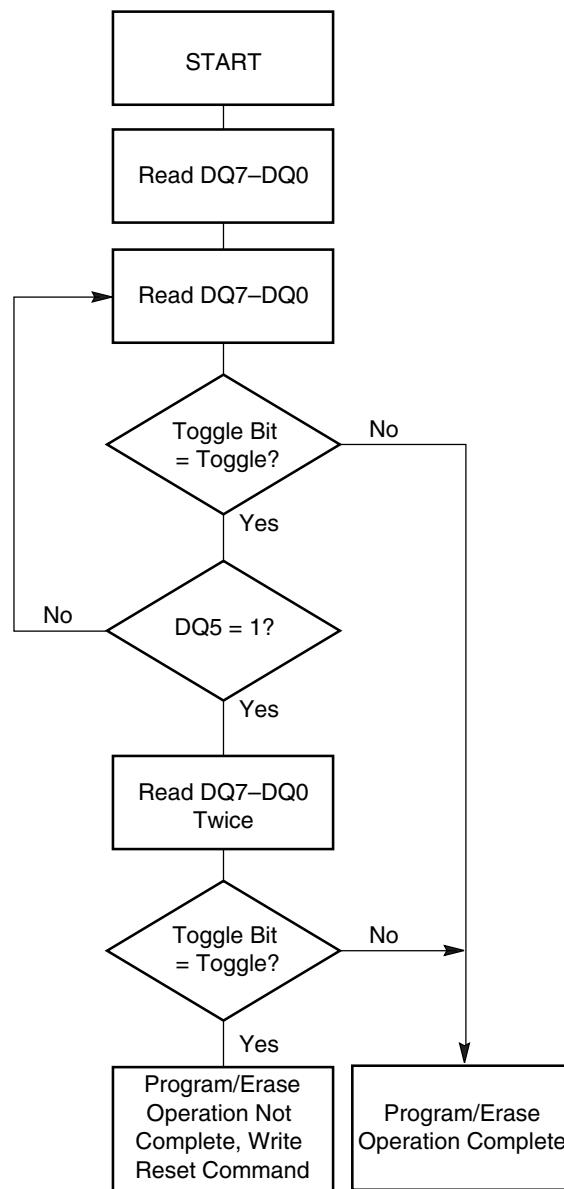 START
Read DQ7–DQ0
Read DQ7–DQ0
Toggle Bit
= Toggle?
No
Yes
No
DQ5 = 1?
Yes
Read DQ7–DQ0
Twice
Toggle Bit
= Toggle?
No
Yes
Program/Erase
Operation Not
Complete, Write
Reset Command
Program/Erase
Operation Complete